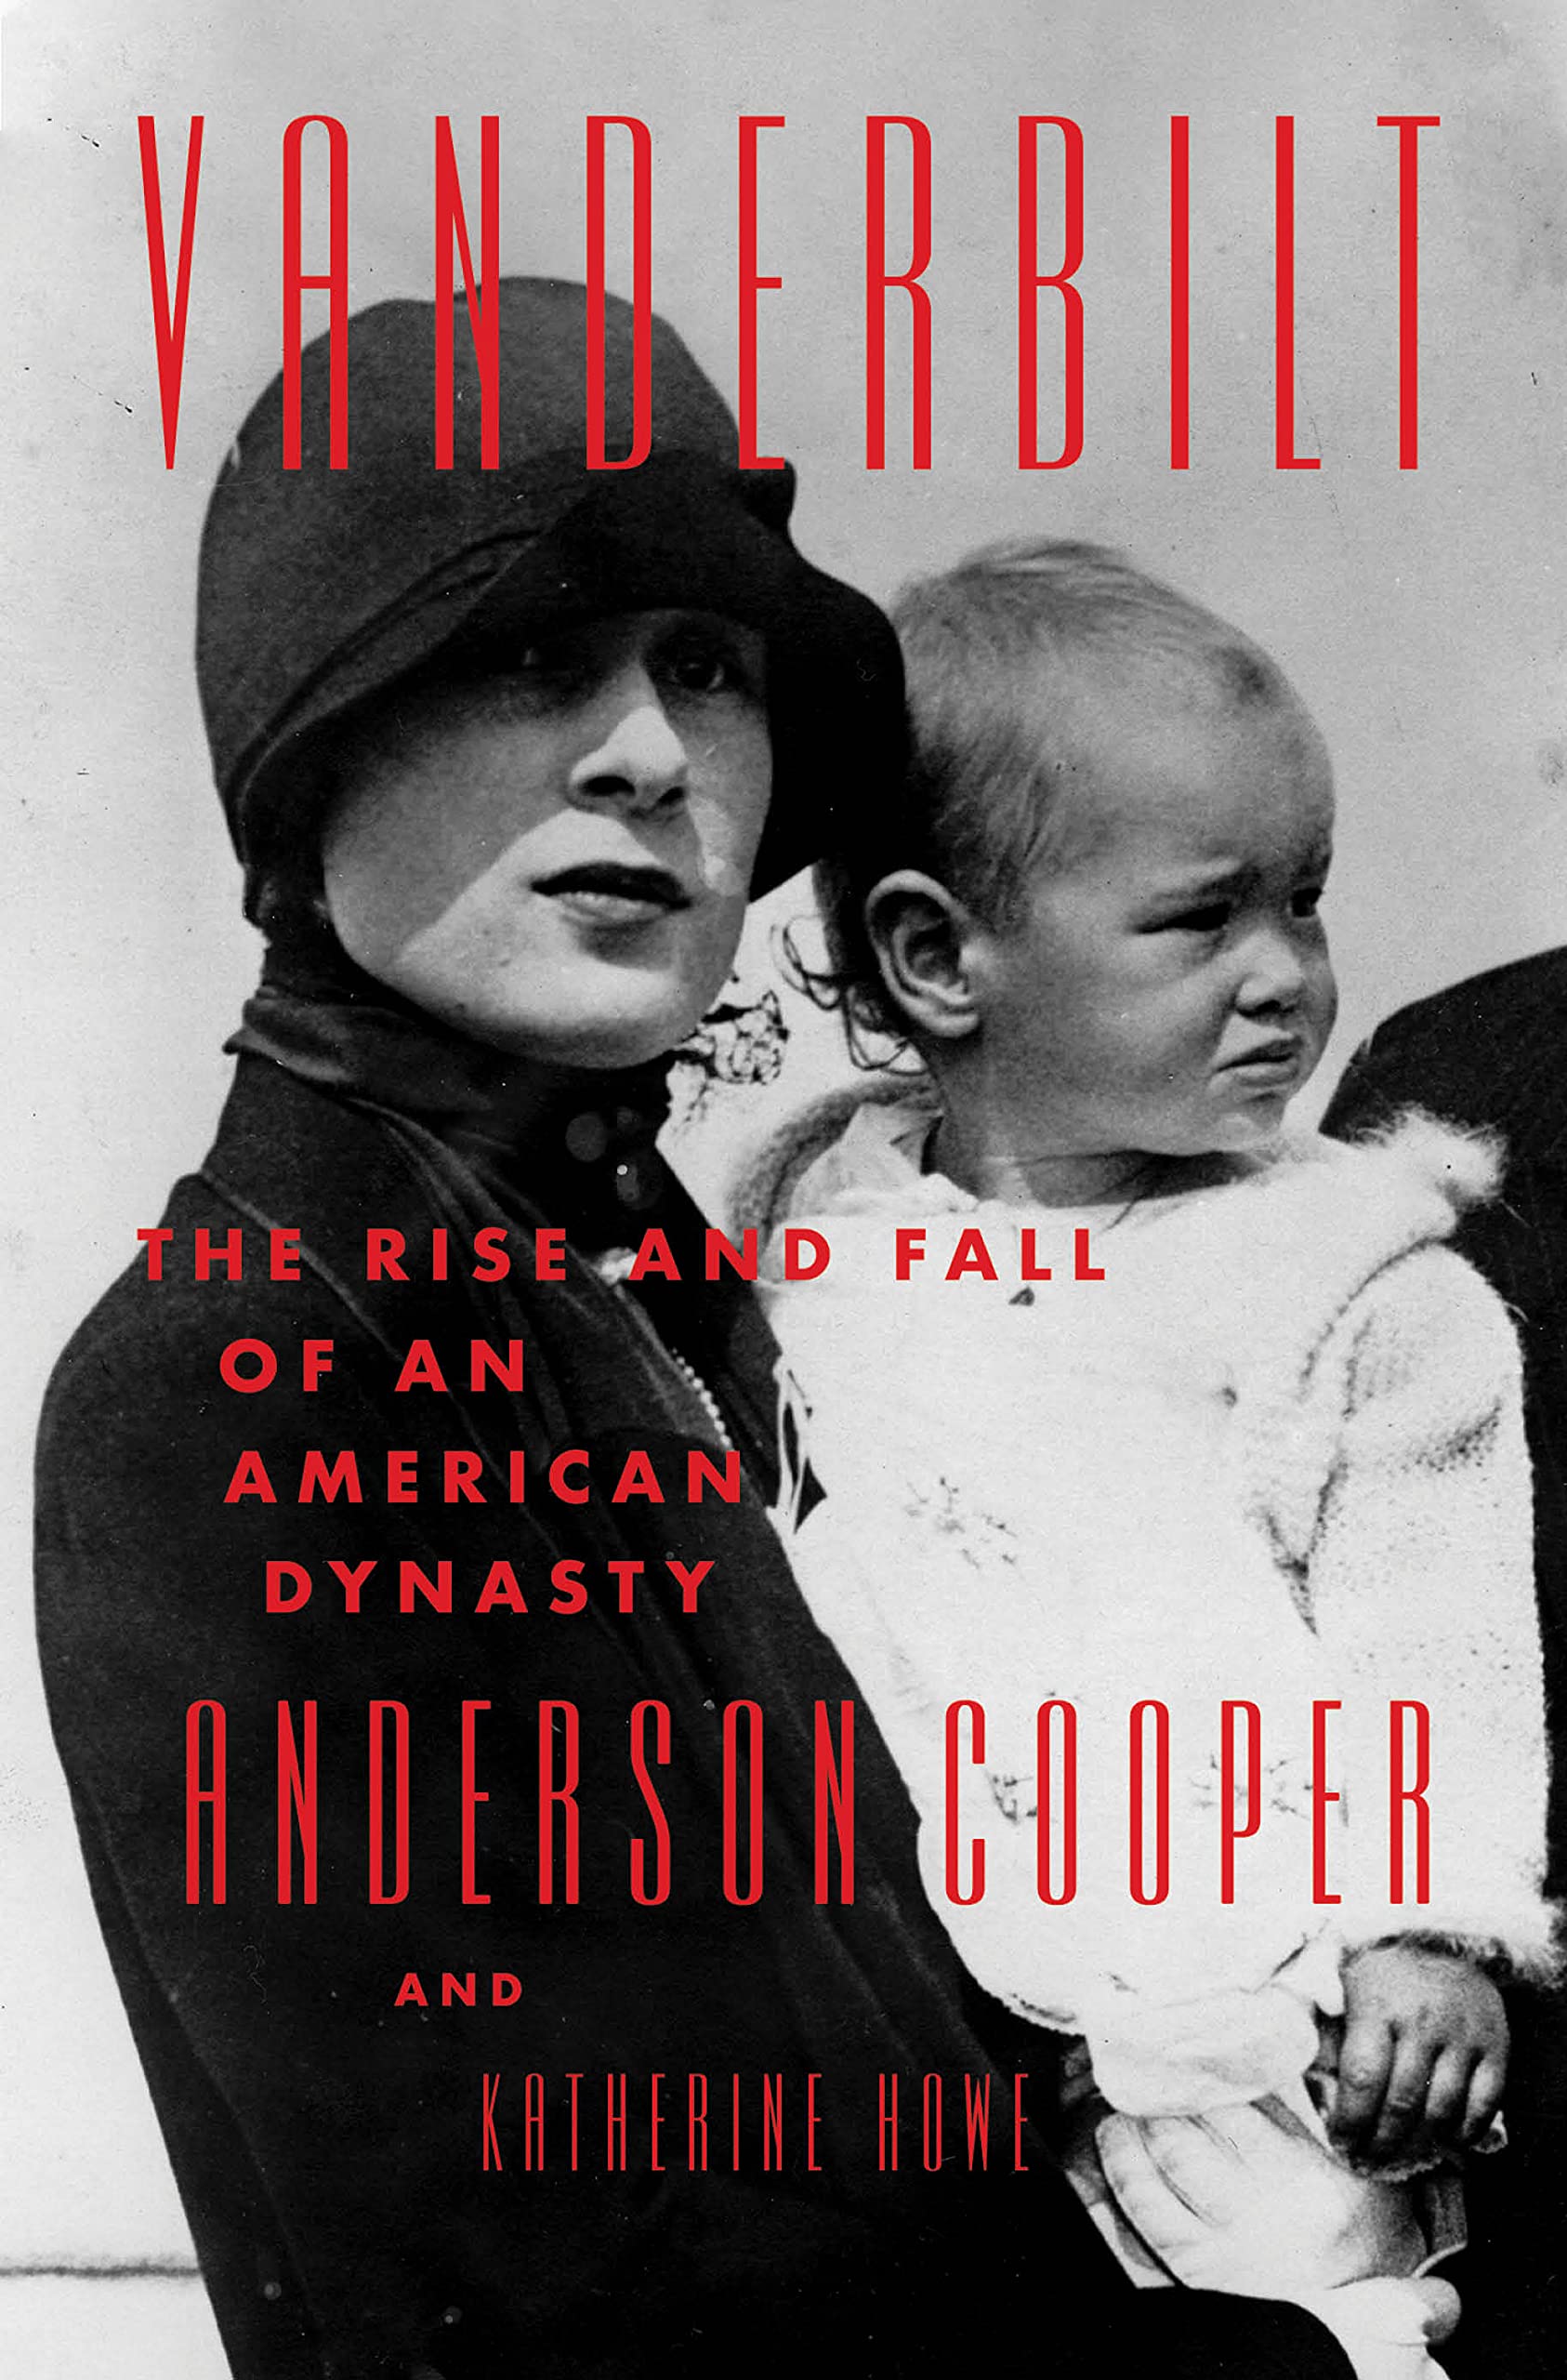 VANDERBILT
THE RISE AND FALL
OF AN
AMERICAN
DYNASTY
ANDERSON COOPER
AND
KATHERINE HOWE